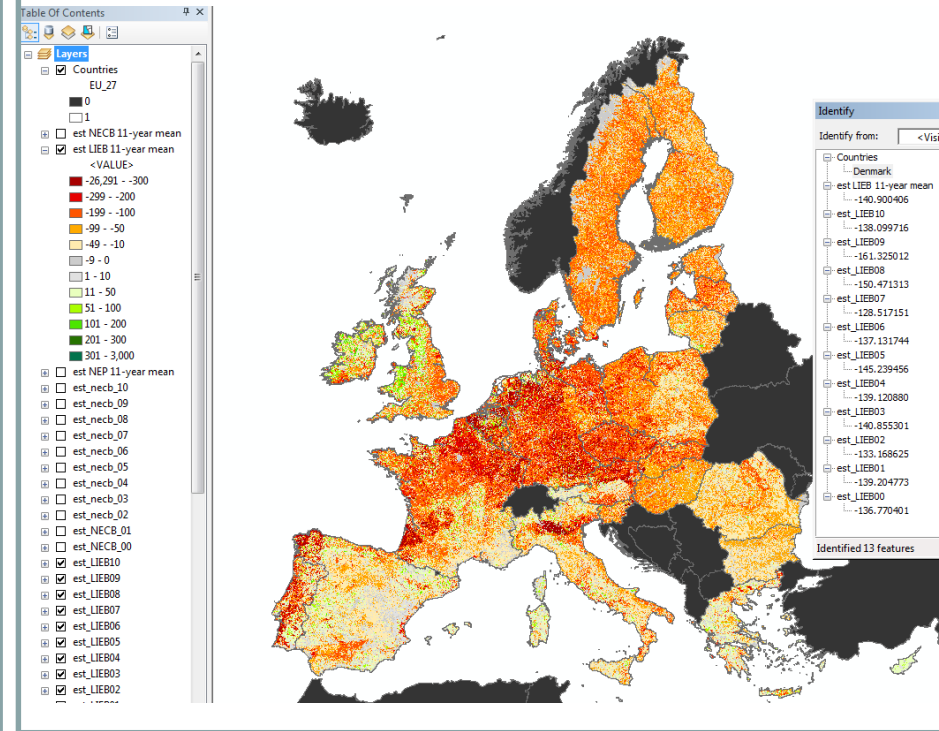 Table Of Contents
Layers
Countries
EU_27
0
1
est NECB 11-year mean
est LIEB 11-year mean
<VALUE>
-26,291 - -300
-299 - -200
-199 - -100
-99 - -50
-49 - -10
-9 - 0
1 - 10
11 - 50
51 - 100
101 - 200
201 - 300
301 - 3,000
est NEP 11-year mean
est_necb_10
est_necb_09
est_necb_08
est_necb_07
est_necb_06
est_necb_05
est_necb_04
est_necb_03
est_necb_02
est_NECB_01
est_NECB_00
est_LIEB10
est_LIEB09
est_LIEB08
est_LIEB07
est_LIEB06
est_LIEB05
est_LIEB04
est_LIEB03
est_LIEB02
Identify
Identify from: <Visi
Countries
Denmark
est LIEB 11-year mean
-140.900406
est_LIEB10
-138.099716
est_LIEB09
-161.325012
est_LIEB08
-150.471313
est_LIEB07
-128.517151
est_LIEB06
-137.131744
est_LIEB05
-145.239456
est_LIEB04
-139.120880
est_LIEB03
-140.855301
est_LIEB02
-133.168625
est_LIEB01
-139.204773
est_LIEB00
-136.770401
Identified 13 features